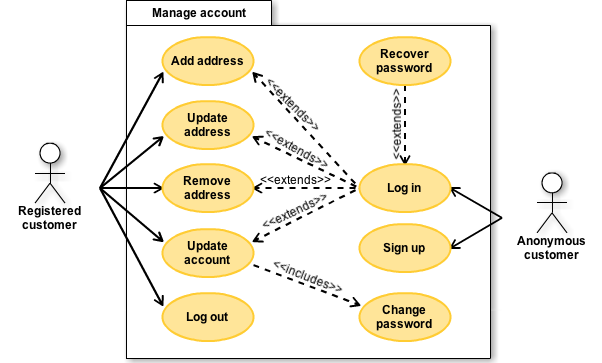 Manage account
Add address
Recover
password
<<extends>>
<<extends>>
Update
address
<<extends>>
Remove
address
<<extends>>
Log in
Registered
customer
<<extends>>
Update
account
Sign up
Anonymous
customer
<<includes>>
Log out
Change
password